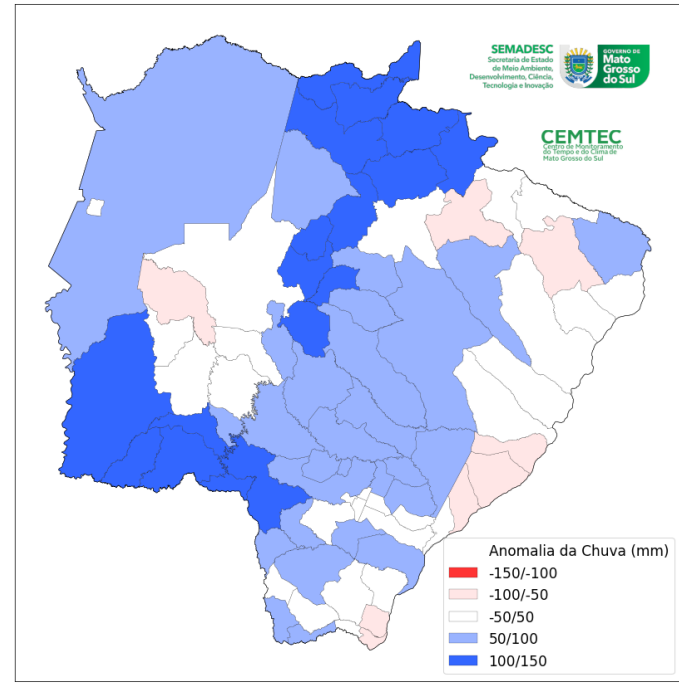 SEMADESC
Secretaria de Estado
de Meio Ambiente,
Desenvolvimento, Ciência,
Tecnologia e Inovação
GOVERNO DE
Mato
Grosso
do Sul
CEMTEC
Centro de Monitoramento
do Tempo e do Clima de
Mato Grosso do Sul
Anomalia da Chuva (mm)
-150/-100
-100/-50
-50/50
50/100
100/150